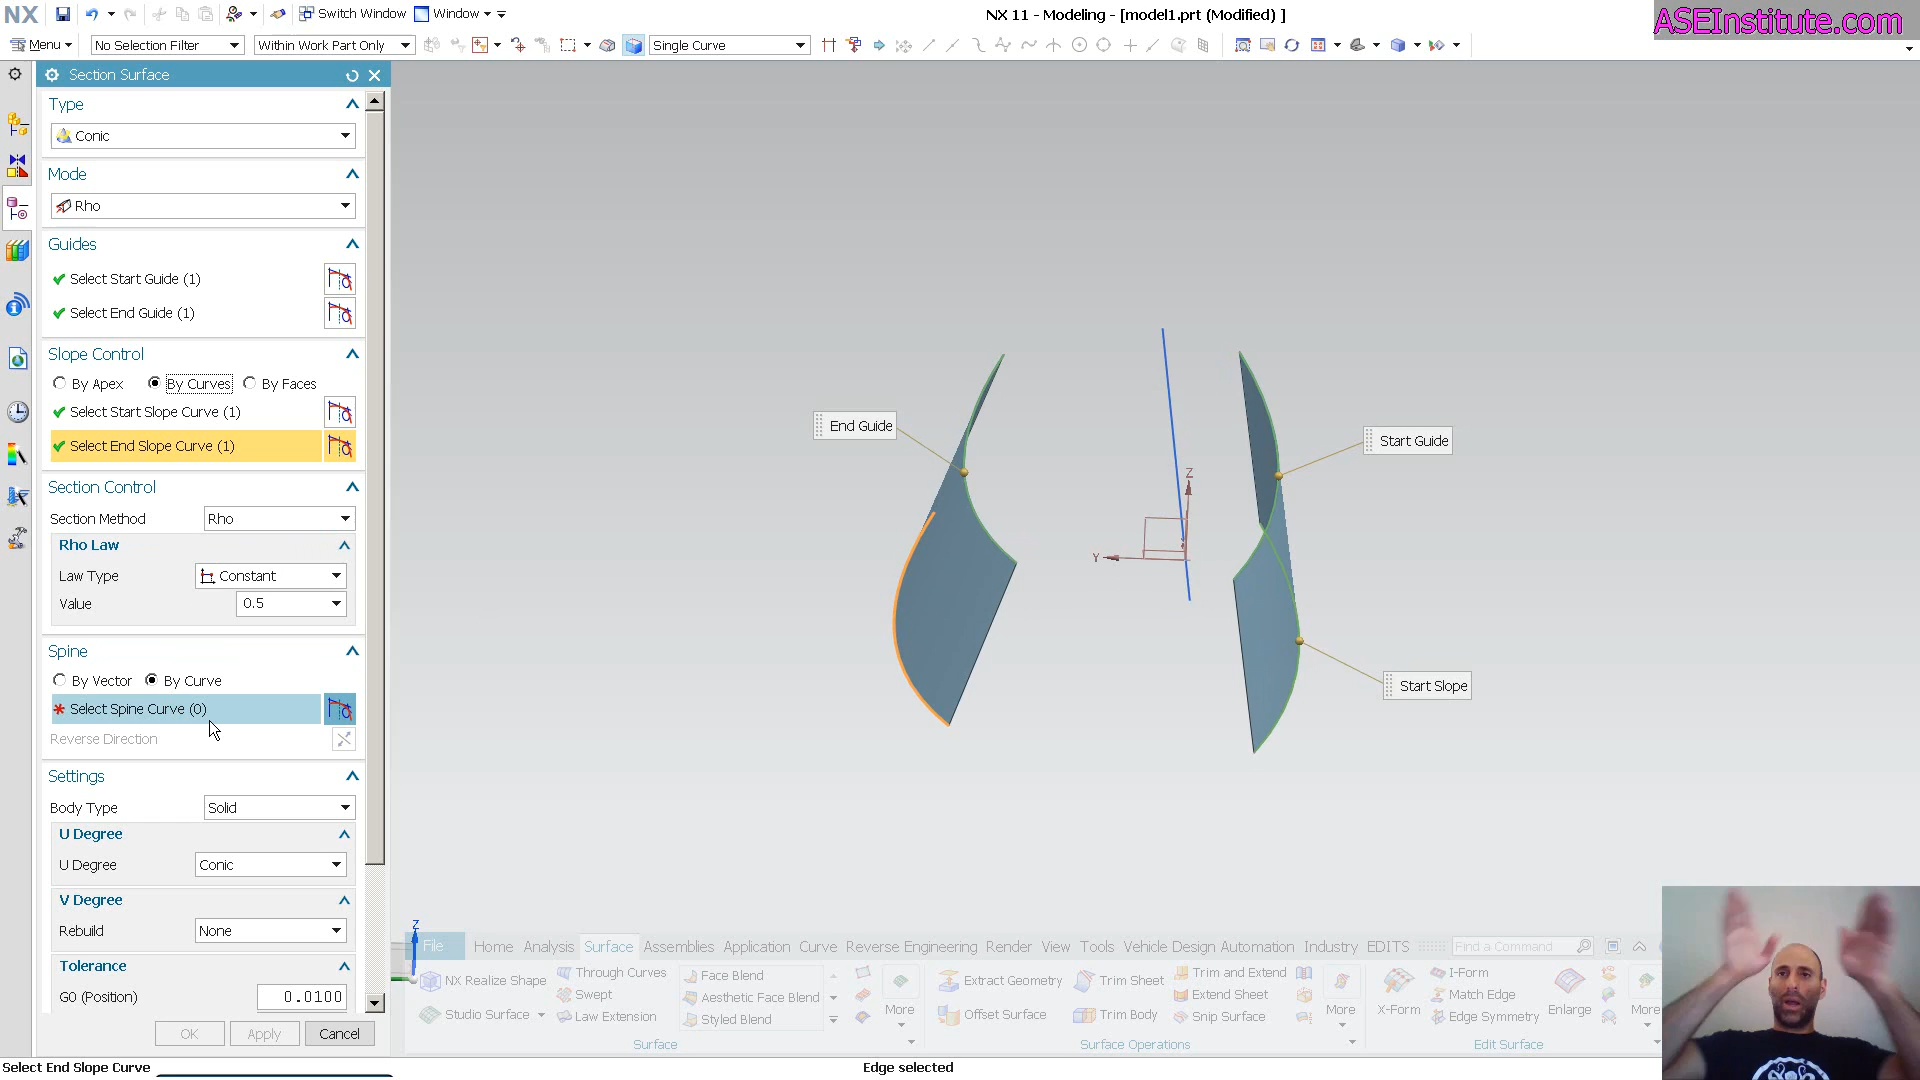 NX
Switch Window
Window
NX 11 - Modeling - [model1.prt (Modified) ]
ASEInstitute.com
Menu
No Selection Filter
Within Work Part Only
Single Curve
Section Surface
Type
Conic
Mode
Rho
Guides
Select Start Guide (1)
Select End Guide (1)
Slope Control
By Apex
By Curves
By Faces
Select Start Slope Curve (1)
Select End Slope Curve (1)
Section Control
Section Method
Rho
Rho Law
Law Type
Constant
Value
0.5
Spine
By Vector
By Curve
Select Spine Curve (0)
Reverse Direction
Settings
Body Type
Solid
U Degree
U Degree
Conic
V Degree
Rebuild
None
Tolerance
G0 (Position)
0.0100
OK
Apply
Cancel
End Guide
Start Guide
Start Slope
Z
Y
Z
File
Home
Analysis
Surface
Assemblies
Application
Curve
Reverse Engineering
Render
View
Tools
Vehicle Design Automation
Industry
EDITS
Find a Command
NX Realize Shape
Studio Surface
Through Curves
Swept
Law Extension
Face Blend
Aesthetic Face Blend
Styled Blend
More
Surface
Extract Geometry
Offset Surface
Trim Sheet
Trim Body
Trim and Extend
Extend Sheet
Snip Surface
More
Surface Operations
X-Form
I-Form
Match Edge
Edge Symmetry
Enlarge
More
Edit Surface
Select End Slope Curve
Edge selected